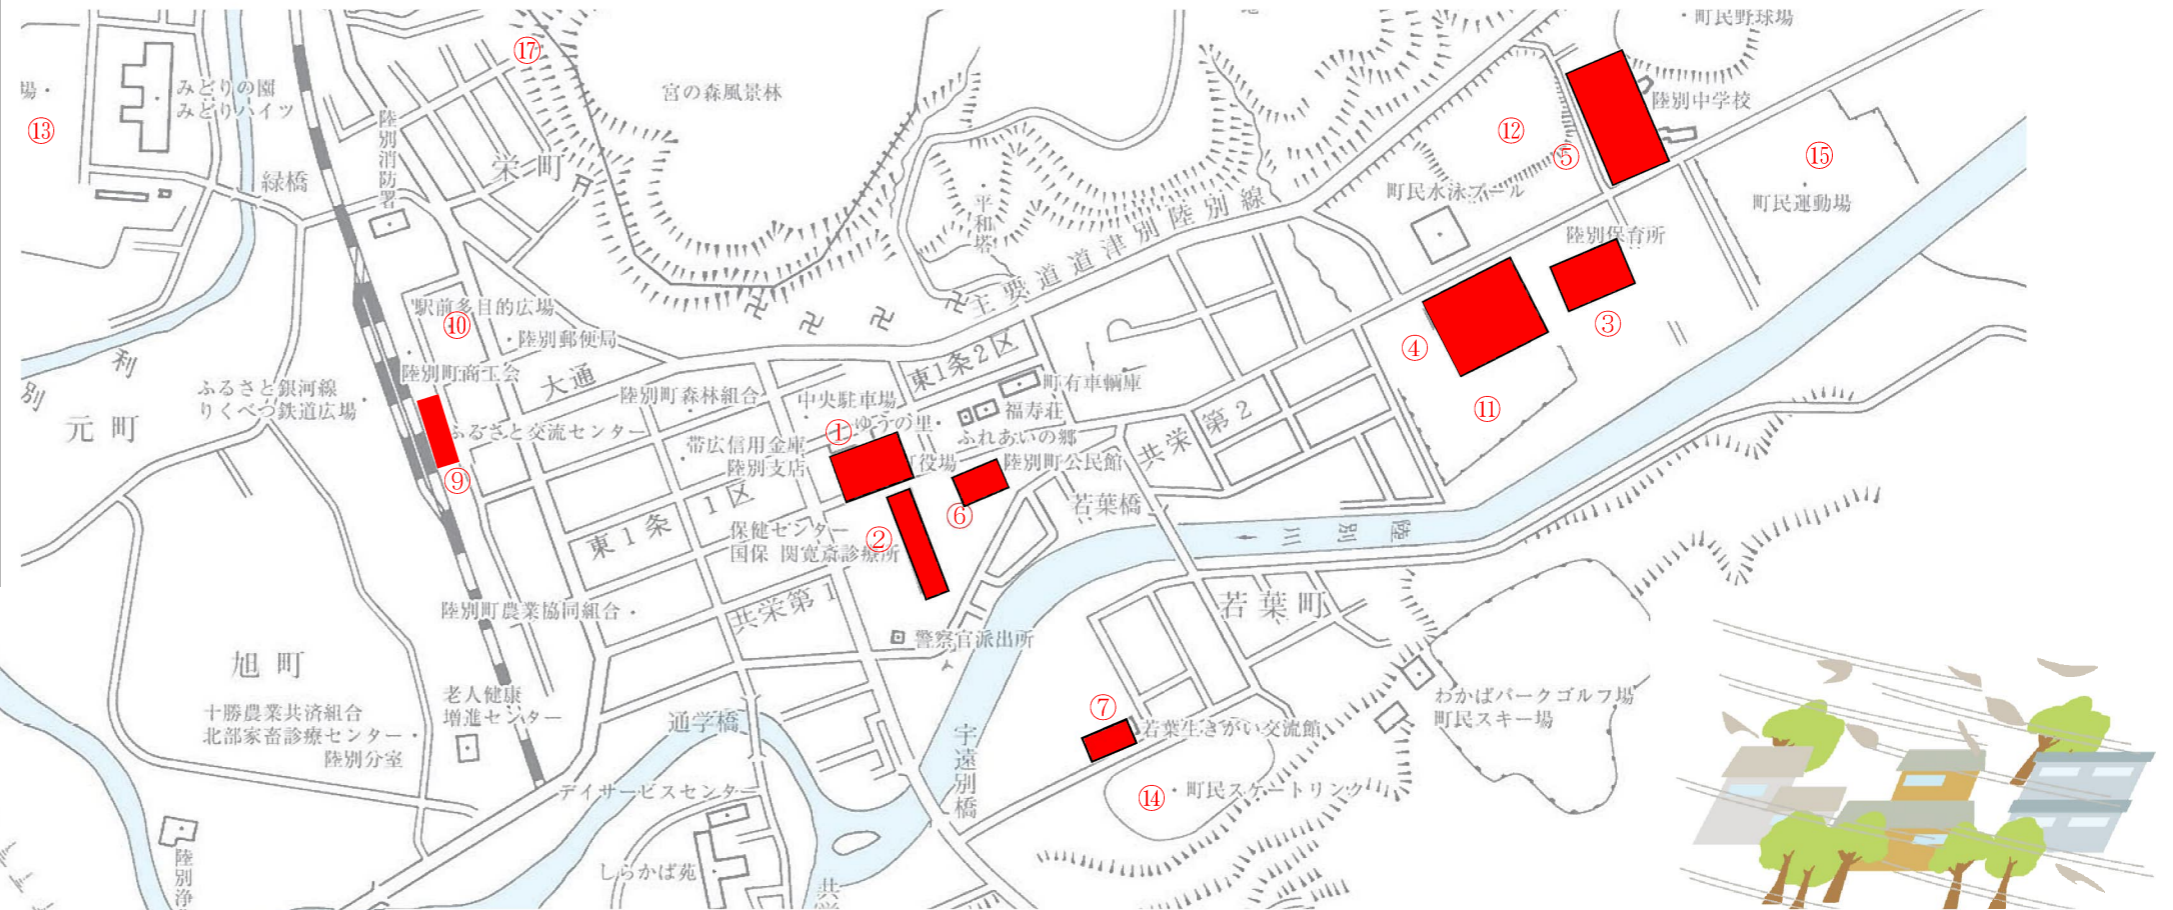 ・町民野球場
⑰
みどりの園
みどりハイツ
場・
⑬
宮の森風景林
陸別中学校
陸別消防署
⑫
⑤
⑮
栄町
緑橋
町民水泳プール
町民運動場
平和塔
主要道道津別陸別線
陸別保育所
卍
卍
卍
卍
駅前多目的広場
⑩
・陸別郵便局
③
④
東1条2区
利
別
陸別町商工会
大通
ふるさと銀河線
りくべつ鉄道広場
陸別町森林組合
中央駐車場
町有車輌庫
福寿荘
⑪
元町
ふるさと交流センター
①
ゆうの里・
ふれあいの郷
共栄第2
帯広信用金庫
陸別支店
役場
陸別町公民館
⑨
東1条1区
若葉橋
⑥
保健センター
国保 関寛斎診療所
②
陸別川
陸別町農業協同組合・
共栄第1
若葉町
警察官派出所
旭町
老人健康
増進センター
わかばパークゴルフ場
町民スキー場
十勝農業共済組合
北部家畜診療センター・
陸別分室
通学橋
⑦
若葉生きがい交流館
宇遠別橋
デイサービスセンター
⑭
・町民スケートリンク
しらかば苑
陸別浄
共